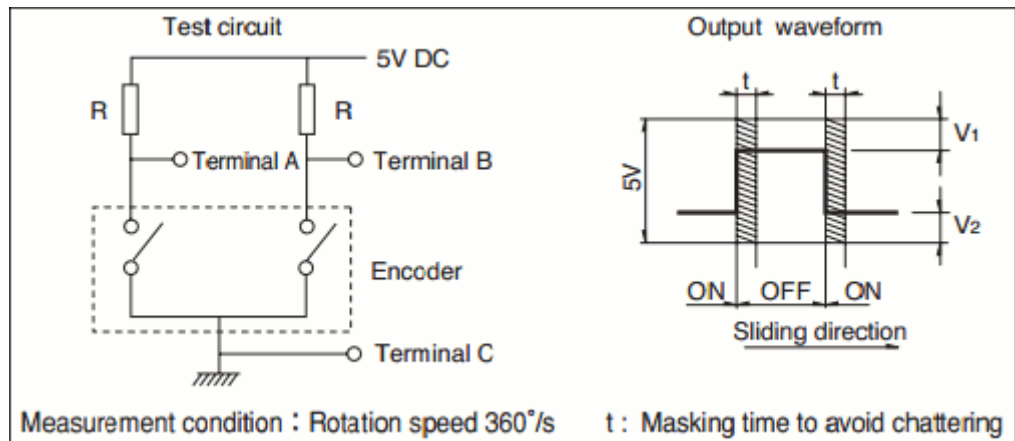 Test circuit
Output waveform
5V DC
R
R
Terminal A
Terminal B
Encoder
Terminal C
t
t
V1
5V
V2
ON OFF ON
Sliding direction
Measurement condition : Rotation speed 360°/s
t : Masking time to avoid chattering